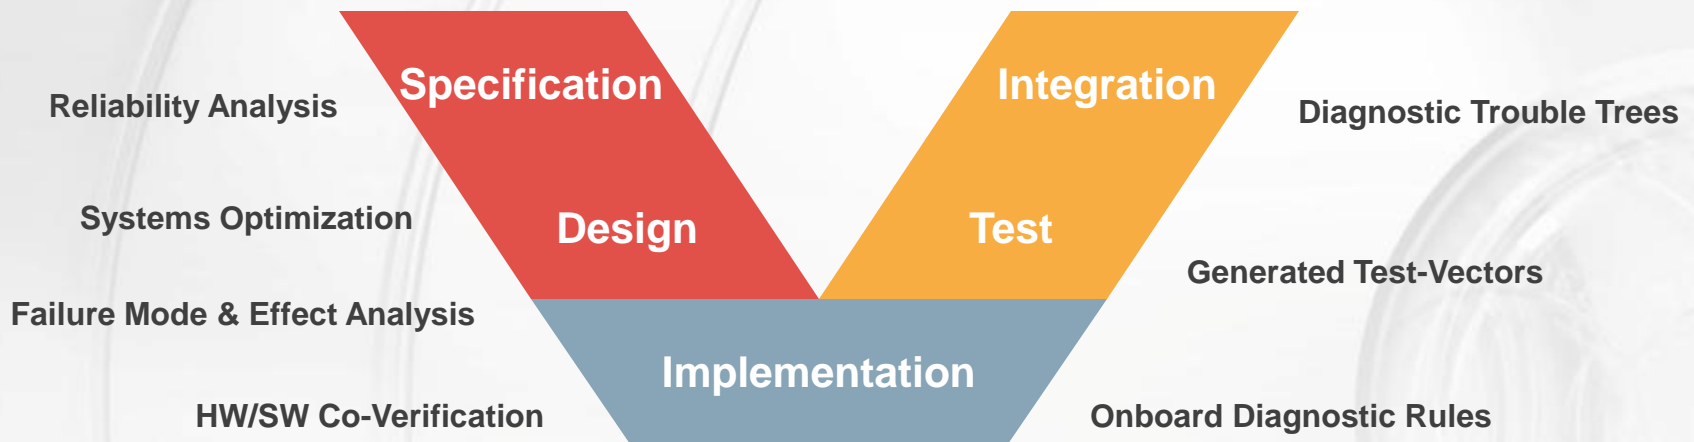 Specification
Integration
Reliability Analysis
Diagnostic Trouble Trees
Systems Optimization
Design
Test
Generated Test-Vectors
Failure Mode & Effect Analysis
Implementation
HW/SW Co-Verification
Onboard Diagnostic Rules